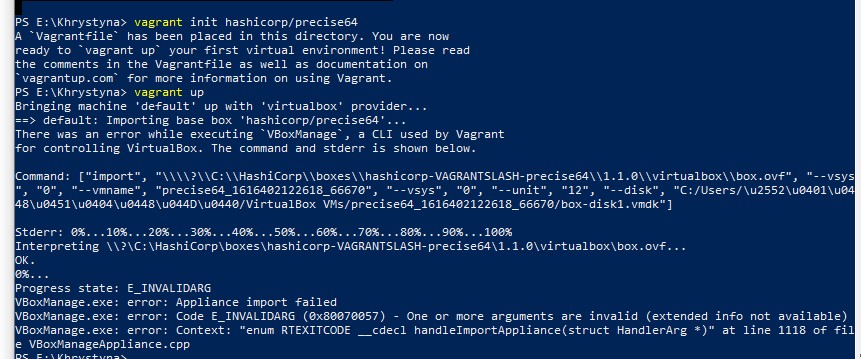 PS E:\Khrystyna> vagrant init hashicorp/precise64
A `Vagrantfile` has been placed in this directory. You are now
ready to `vagrant up` your first virtual environment! Please read
the comments in the Vagrantfile as well as documentation on
`vagrantup.com` for more information on using Vagrant.
PS E:\Khrystyna> vagrant up
Bringing machine 'default' up with 'virtualbox' provider...
==> default: Importing base box 'hashicorp/precise64'...
There was an error while executing `VBoxManage`, a CLI used by Vagrant
for controlling VirtualBox. The command and stderr is shown below.
Command: ["import", "\\\\?\\C:\\HashiCorp\\boxes\\hashicorp-VAGRANTSLASH-precise64\\1.1.0\\virtualbox\\box.ovf", "--vsys
", "0", "--vmname", "precise64_1616402122618_66670", "--vsys", "0", "--unit", "12", "--disk", "C:/Users/\u2552\u0401\u04
48\u0451\u0404\u0448\u044D\u0440/VirtualBox VMs/precise64_1616402122618_66670/box-disk1.vmdk"]
Stderr: 0%...10%...20%...30%...40%...50%...60%...70%...80%...90%...100%
Interpreting \\?\C:\HashiCorp\boxes\hashicorp-VAGRANTSLASH-precise64\1.1.0\virtualbox\box.ovf...
OK.
0%...
Progress state: E_INVALIDARG
VBoxManage.exe: error: Appliance import failed
VBoxManage.exe: error: Code E_INVALIDARG (0x80070057) - One or more arguments are invalid (extended info not available)
VBoxManage.exe: error: Context: "enum RTEXITCODE __cdecl handleImportAppliance(struct HandlerArg *)" at line 1118 of fil
e VBoxManageAppliance.cpp
PS E:\Khrystyna>